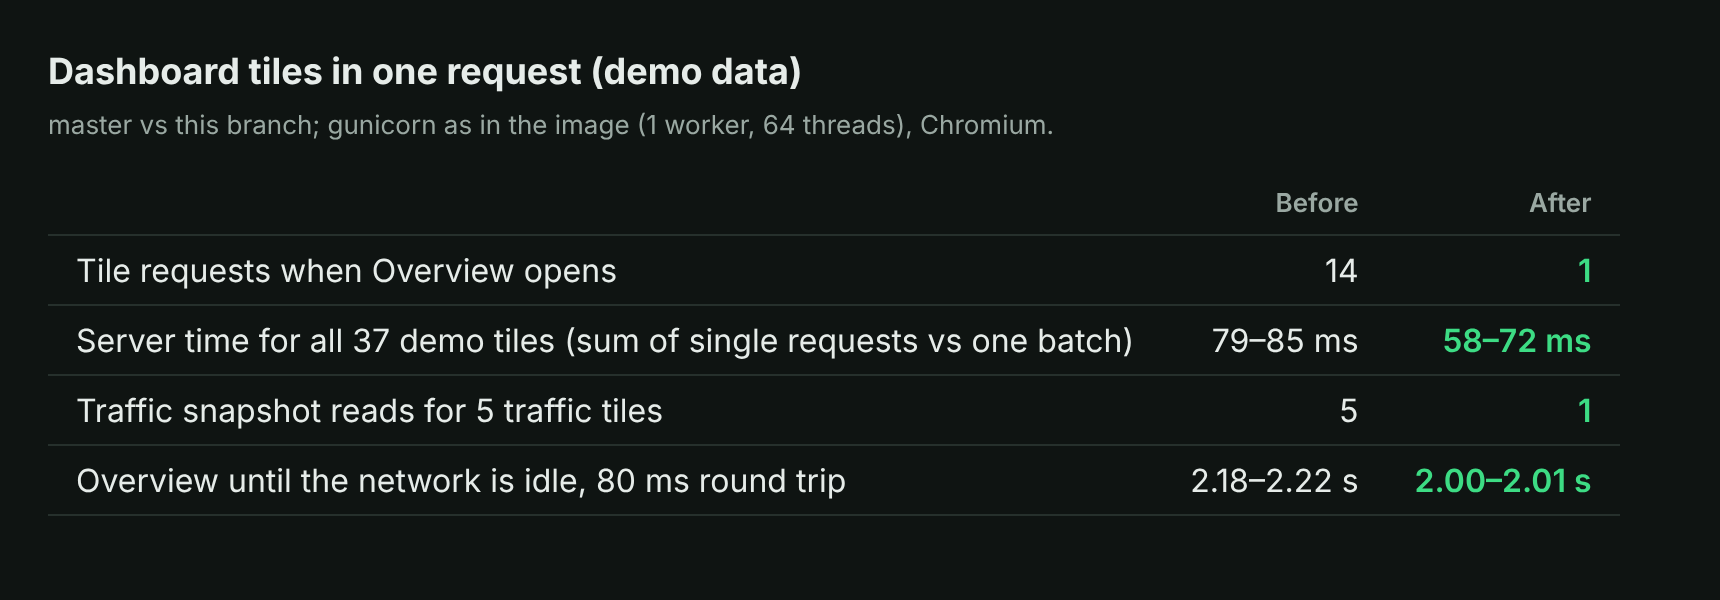 Dashboard tiles in one request (demo data)
master vs this branch; gunicorn as in the image (1 worker, 64 threads), Chromium.
Before After
Tile requests when Overview opens 14 1
Server time for all 37 demo tiles (sum of single requests vs one batch) 79–85 ms 58–72 ms
Traffic snapshot reads for 5 traffic tiles 5 1
Overview until the network is idle, 80 ms round trip 2.18–2.22 s 2.00–2.01 s